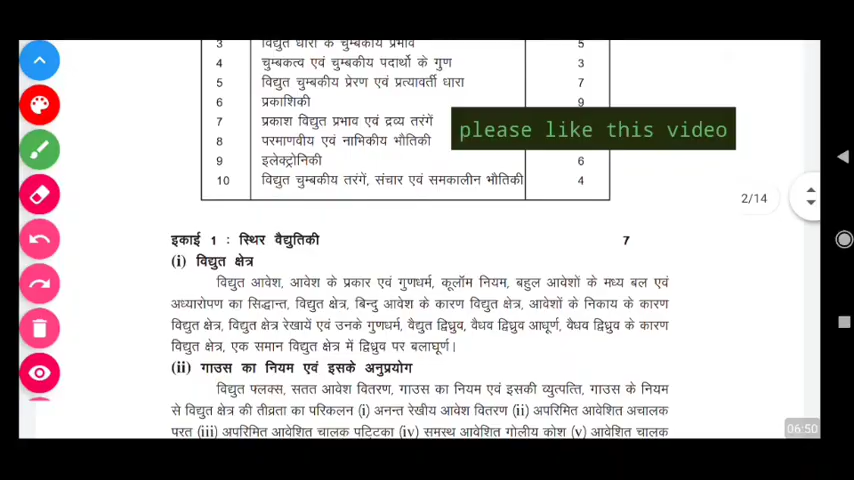 3 विद्युत धारा के चुम्बकीय प्रभाव 5
4 चुम्बकत्व एवं चुम्बकीय पदार्थो के गुण 3
5 विद्युत चुम्बकीय प्रेरण एवं प्रत्यावर्ती धारा 7
6 प्रकाशिकी 9
7 प्रकाश विद्युत प्रभाव एवं द्रव्य तरंगें
please like this video
8 परमाणवीय एवं नाभिकीय भौतिकी
9 इलेक्ट्रोनिकी 6
10 विद्युत चुम्बकीय तरंगें, संचार एवं समकालीन भौतिकी 4
2/14
इकाई 1 : स्थिर वैद्युतिकी 7
(i) विद्युत क्षेत्र
विद्युत आवेश, आवेश के प्रकार एवं गुणधर्म, कूलॉम नियम, बहुल आवेशों के मध्य बल एवं
अध्यारोपण का सिद्धान्त, विद्युत क्षेत्र, बिन्दु आवेश के कारण विद्युत क्षेत्र, आवेशों के निकाय के कारण
विद्युत क्षेत्र, विद्युत क्षेत्र रेखायें एवं उनके गुणधर्म, वैद्युत द्विध्रुव, वैधव द्विध्रुव आधूर्ण, वैधव द्विध्रुव के कारण
विद्युत क्षेत्र, एक समान विद्युत क्षेत्र में द्विध्रुव पर बलाघूर्ण।
(ii) गाउस का नियम एवं इसके अनुप्रयोग
विद्युत फ्लक्स, सतत आवेश वितरण, गाउस का नियम एवं इसकी व्युत्पत्ति, गाउस के नियम
से विद्युत क्षेत्र की तीव्रता का परिकलन (i) अनन्त रेखीय आवेश वितरण (ii) अपरिमित आवेशित अचालक
परत (iii) अपरिमित आवेशित चालक पट्टिका (iv) समरथ आवेशित गोलीय कोश (v) आवेशित चालक
06:50